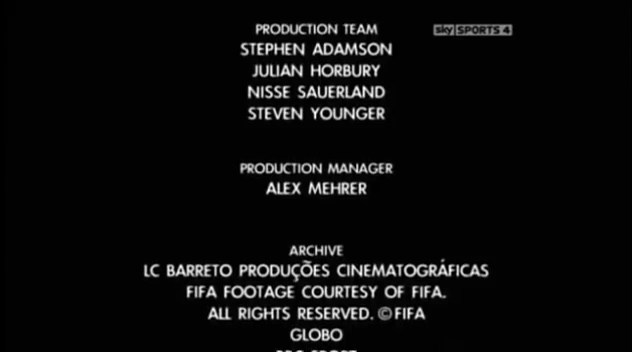 PRODUCTION TEAM
sky SPORTS 4
STEPHEN ADAMSON
JULIAN HORBURY
NISSE SAUERLAND
STEVEN YOUNGER
PRODUCTION MANAGER
ALEX MEHRER
ARCHIVE
LC BARRETO PRODUÇÕES CINEMATOGRÁFICAS
FIFA FOOTAGE COURTESY OF FIFA.
ALL RIGHTS RESERVED. ©FIFA
GLOBO